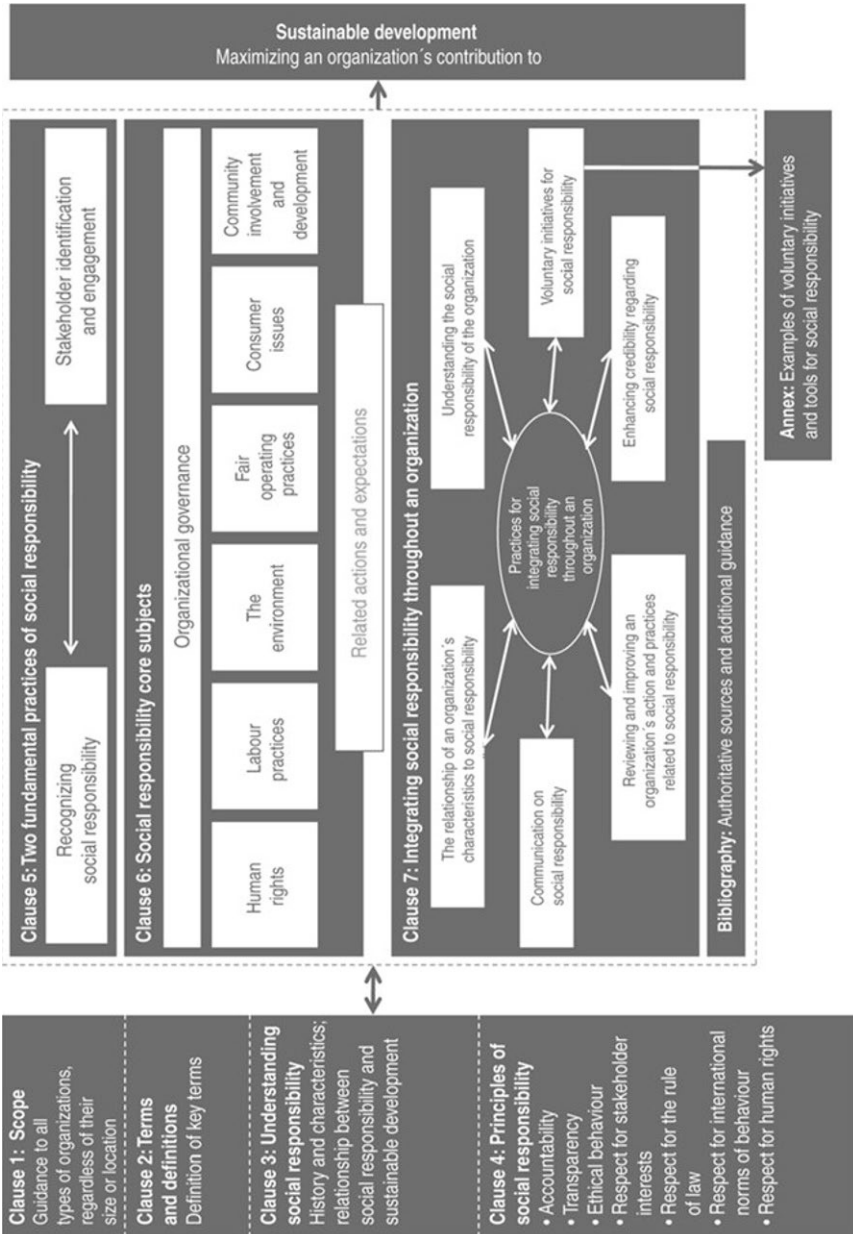 Clause 1:  Scope
Guidance to all
types of organizations,
regardless of their
size or location
Clause 2: Terms
and definitions
Definition of key terms
Clause 3: Understanding
social responsibility
History and characteristics;
relationship between
social responsibility and
sustainable development
Clause 4: Principles of
social responsibility
• Accountability
• Transparency
• Ethical behaviour
• Respect for stakeholder
interests
• Respect for the rule
of law
• Respect for international
norms of behaviour
• Respect for human rights
Clause 5: Two fundamental practices of social responsibility
Recognizing
social responsibility
Stakeholder identification
and engagement
Clause 6: Social responsibility core subjects
Organizational governance
Human
rights
Labour
practices
The
environment
Fair
operating
practices
Consumer
issues
Community
involvement
and
development
Related actions and expectations
Clause 7: Integrating social responsibility throughout an organization
The relationship of an organization´s
characteristics to social responsibility
Understanding the social
responsibility of the organization
Communication on
social responsibility
Practices for
integrating social
responsibility
throughout an
organization
Voluntary initiatives for
social responsibility
Reviewing and improving an
organization´s action and practices
related to social responsibility
Enhancing credibility regarding
social responsibility
Bibliography: Authoritative sources and additional guidance
Annex: Examples of voluntary initiatives
and tools for social responsibility
Sustainable development
Maximizing an organization´s contribution to